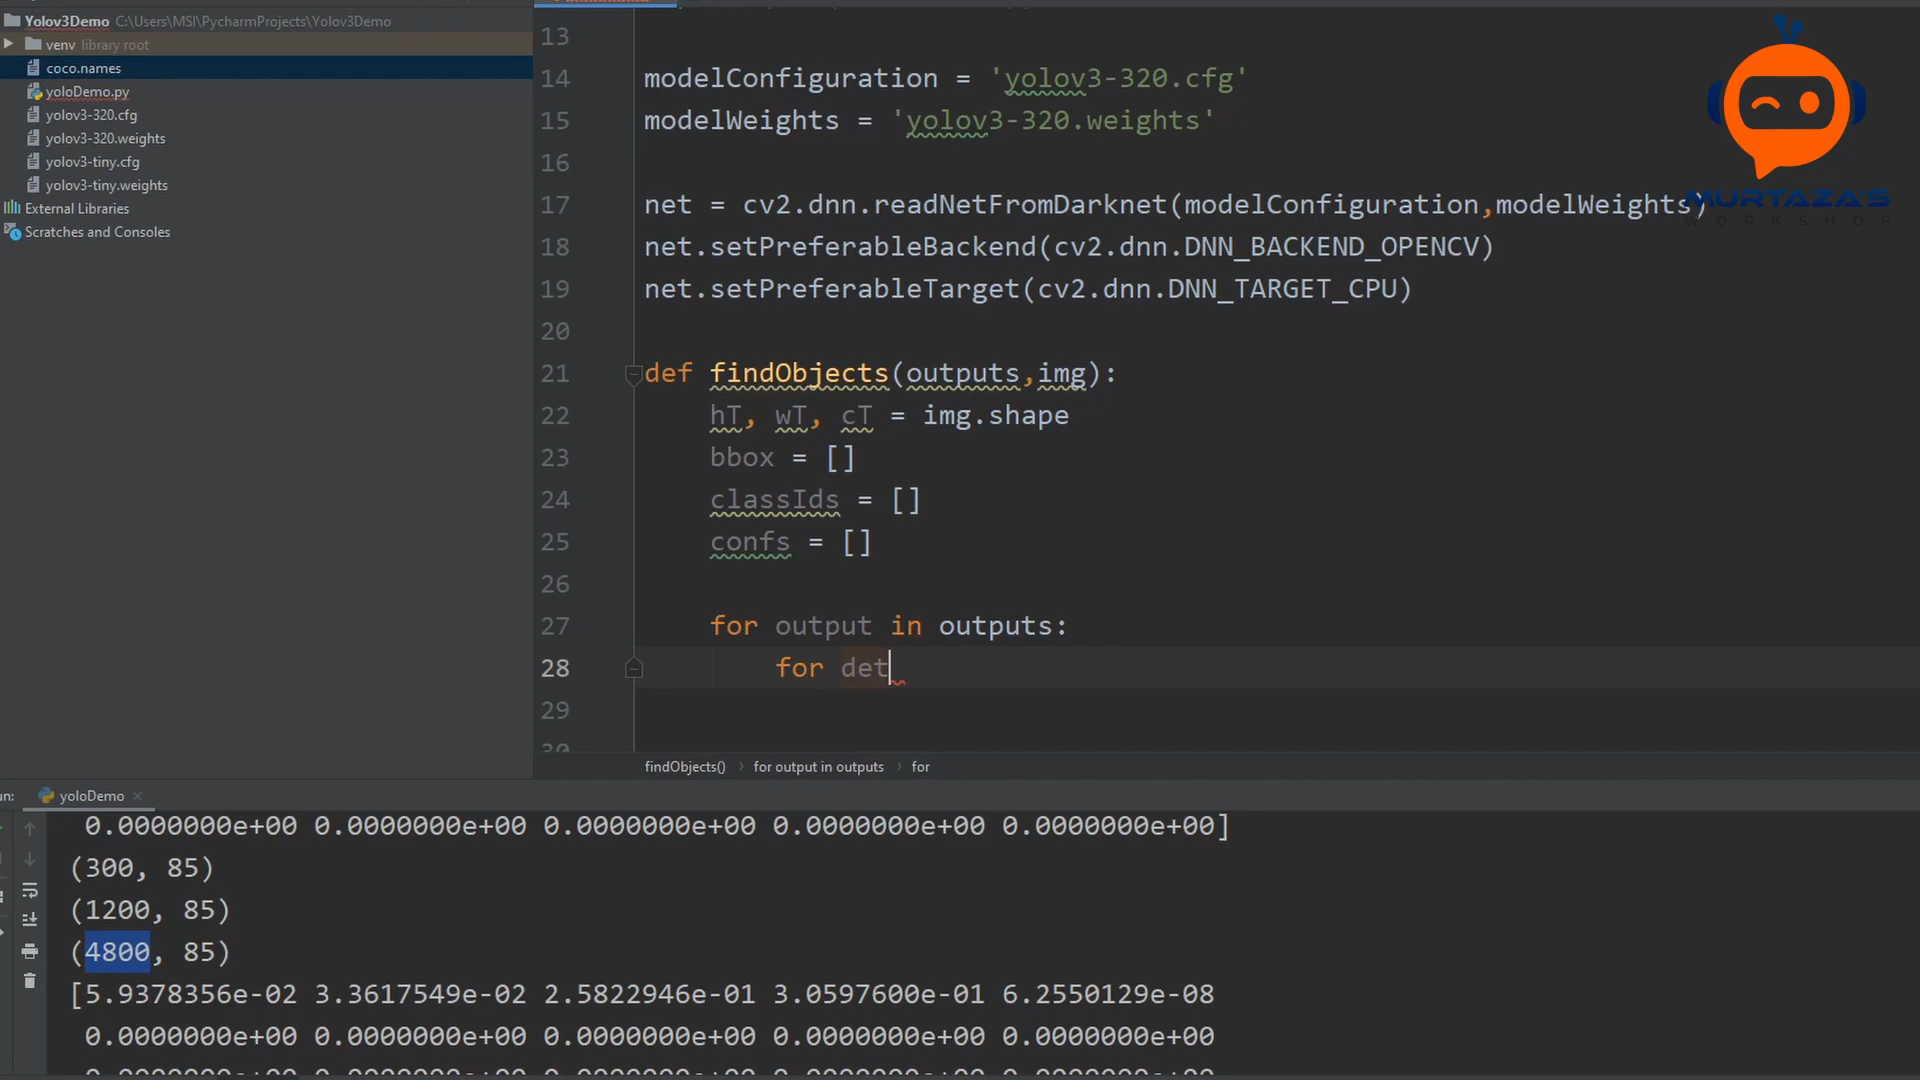 Yolov3Demo C:\Users\MSI\PycharmProjects\Yolov3Demo
venv library root
coco.names
yoloDemo.py
yolov3-320.cfg
yolov3-320.weights
yolov3-tiny.cfg
yolov3-tiny.weights
External Libraries
Scratches and Consoles
13
14 modelConfiguration = 'yolov3-320.cfg'
15 modelWeights = 'yolov3-320.weights'
16
17 net = cv2.dnn.readNetFromDarknet(modelConfiguration,modelWeights)
18 net.setPreferableBackend(cv2.dnn.DNN_BACKEND_OPENCV)
19 net.setPreferableTarget(cv2.dnn.DNN_TARGET_CPU)
20
21 def findObjects(outputs,img):
22 hT, wT, cT = img.shape
23 bbox = []
24 classIds = []
25 confs = []
26
27 for output in outputs:
28 for det
29
30
findObjects() for output in outputs for
MURTAZA'S
WORKSHOP
un: yoloDemo
0.0000000e+00 0.0000000e+00 0.0000000e+00 0.0000000e+00 0.0000000e+00]
(300, 85)
(1200, 85)
(4800, 85)
[5.9378356e-02 3.3617549e-02 2.5822946e-01 3.0597600e-01 6.2550129e-08
0.0000000e+00 0.0000000e+00 0.0000000e+00 0.0000000e+00 0.0000000e+00